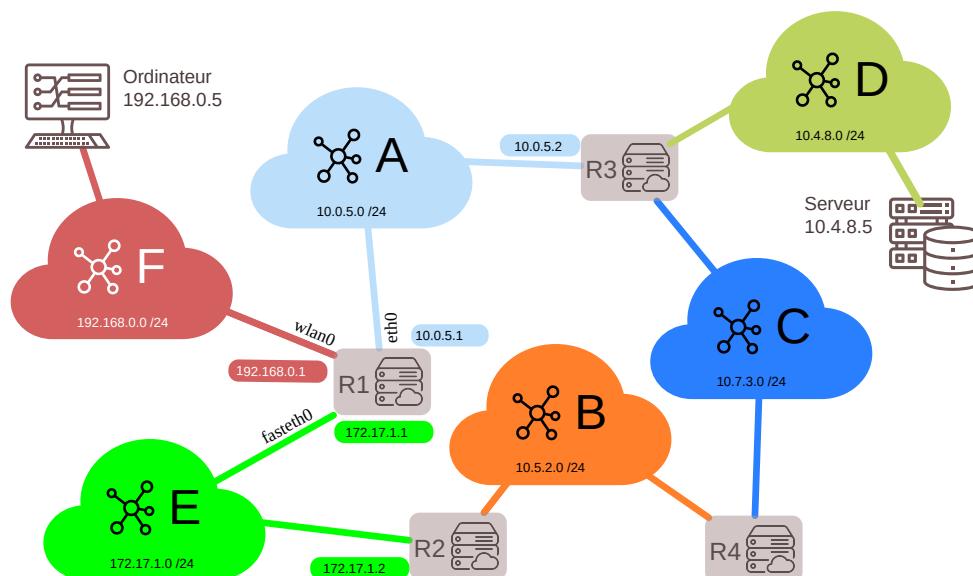 Ordinateur
192.168.0.5
D
10.4.8.0 /24
A
10.0.5.0 /24
10.0.5.2
R3
Serveur
10.4.8.5
F
192.168.0.0 /24
wlan0
eth0
10.0.5.1
192.168.0.1
R1
172.17.1.1
C
10.7.3.0 /24
B
10.5.2.0 /24
fasteth0
E
172.17.1.0 /24
R2
172.17.1.2
R4